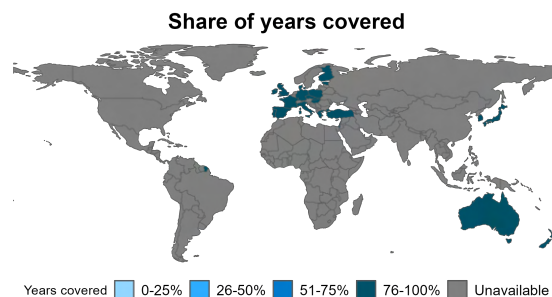 Share of years covered
Years covered 0-25% 26-50% 51-75% 76-100% Unavailable